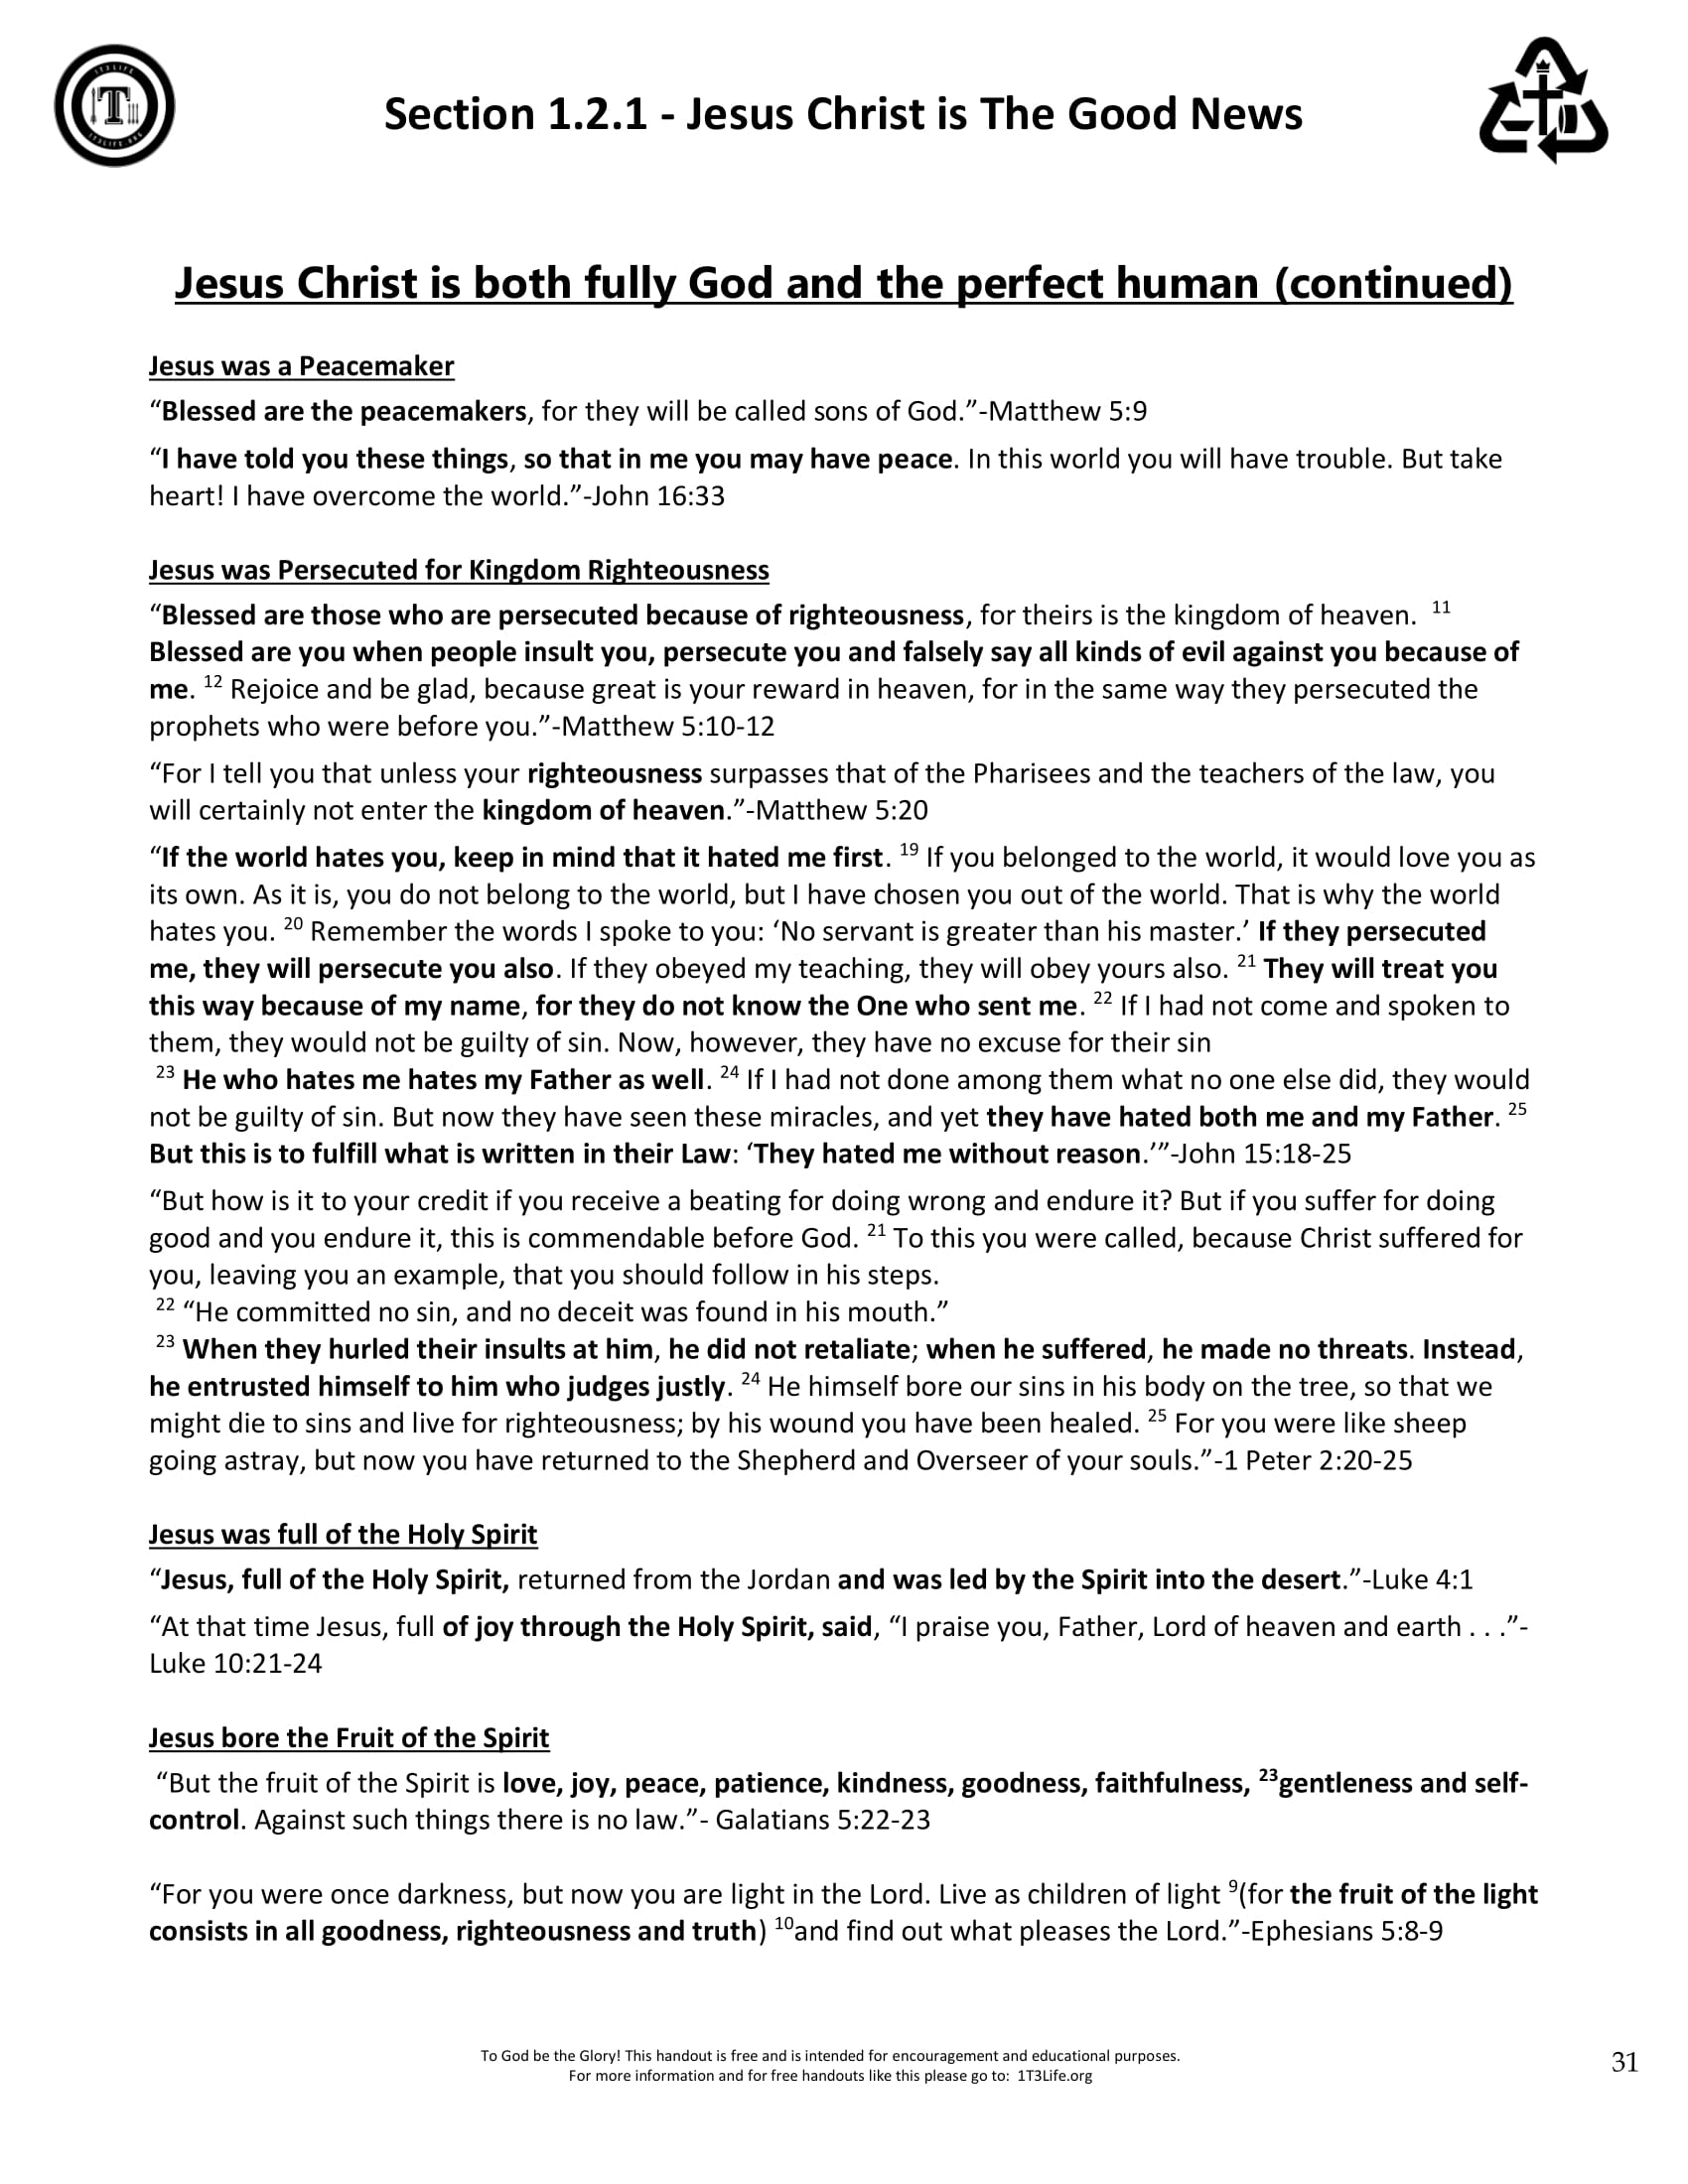 Section 1.2.1 - Jesus Christ is The Good News
Jesus Christ is both fully God and the perfect human (continued)
Jesus was a Peacemaker
“Blessed are the peacemakers, for they will be called sons of God.”-Matthew 5:9
“I have told you these things, so that in me you may have peace. In this world you will have trouble. But take
heart! I have overcome the world.”-John 16:33
Jesus was Persecuted for Kingdom Righteousness
“Blessed are those who are persecuted because of righteousness, for theirs is the kingdom of heaven. 11
Blessed are you when people insult you, persecute you and falsely say all kinds of evil against you because of
me. 12 Rejoice and be glad, because great is your reward in heaven, for in the same way they persecuted the
prophets who were before you.”-Matthew 5:10-12
“For I tell you that unless your righteousness surpasses that of the Pharisees and the teachers of the law, you
will certainly not enter the kingdom of heaven.”-Matthew 5:20
“If the world hates you, keep in mind that it hated me first. 19 If you belonged to the world, it would love you as
its own. As it is, you do not belong to the world, but I have chosen you out of the world. That is why the world
hates you. 20 Remember the words I spoke to you: ‘No servant is greater than his master.’ If they persecuted
me, they will persecute you also. If they obeyed my teaching, they will obey yours also. 21 They will treat you
this way because of my name, for they do not know the One who sent me. 22 If I had not come and spoken to
them, they would not be guilty of sin. Now, however, they have no excuse for their sin
23 He who hates me hates my Father as well. 24 If I had not done among them what no one else did, they would
not be guilty of sin. But now they have seen these miracles, and yet they have hated both me and my Father. 25
But this is to fulfill what is written in their Law: ‘They hated me without reason.’”-John 15:18-25
“But how is it to your credit if you receive a beating for doing wrong and endure it? But if you suffer for doing
good and you endure it, this is commendable before God. 21 To this you were called, because Christ suffered for
you, leaving you an example, that you should follow in his steps.
22 “He committed no sin, and no deceit was found in his mouth.”
23 When they hurled their insults at him, he did not retaliate; when he suffered, he made no threats. Instead,
he entrusted himself to him who judges justly. 24 He himself bore our sins in his body on the tree, so that we
might die to sins and live for righteousness; by his wound you have been healed. 25 For you were like sheep
going astray, but now you have returned to the Shepherd and Overseer of your souls.”-1 Peter 2:20-25
Jesus was full of the Holy Spirit
“Jesus, full of the Holy Spirit, returned from the Jordan and was led by the Spirit into the desert.”-Luke 4:1
“At that time Jesus, full of joy through the Holy Spirit, said, “I praise you, Father, Lord of heaven and earth . . .”-
Luke 10:21-24
Jesus bore the Fruit of the Spirit
“But the fruit of the Spirit is love, joy, peace, patience, kindness, goodness, faithfulness, 23gentleness and self-
control. Against such things there is no law.”- Galatians 5:22-23
“For you were once darkness, but now you are light in the Lord. Live as children of light 9(for the fruit of the light
consists in all goodness, righteousness and truth) 10and find out what pleases the Lord.”-Ephesians 5:8-9
To God be the Glory! This handout is free and is intended for encouragement and educational purposes.
For more information and for free handouts like this please go to: 1T3Life.org
31